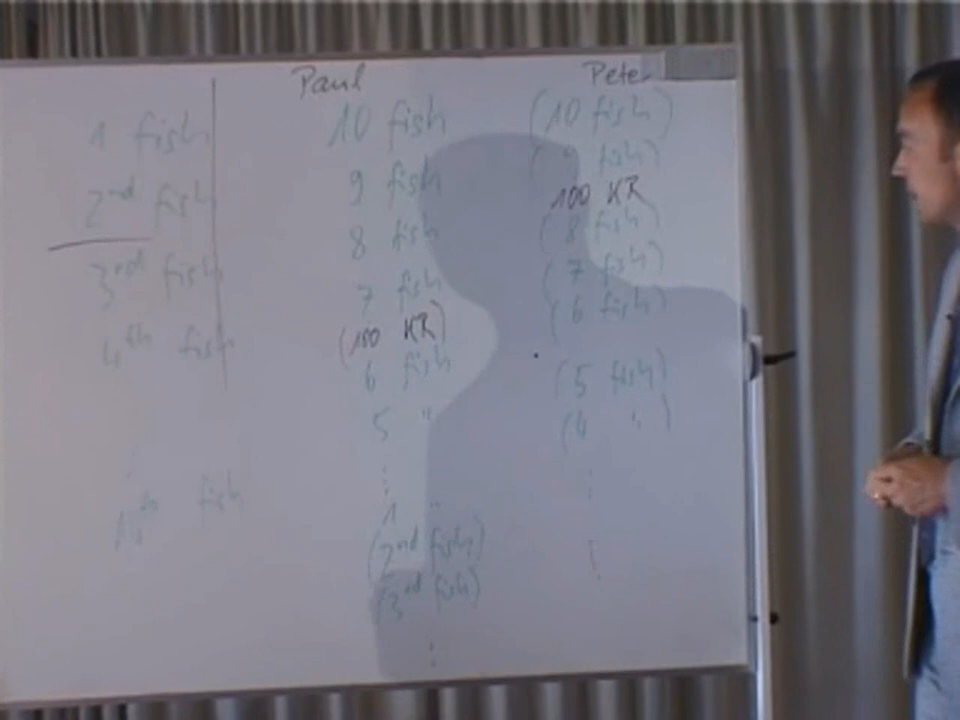 Paul
Peter
1 fish
2nd fish
3rd fish
4th fish
fish
10 fish
9 fish
8 fish
7 fish
(100 KR)
6 fish
5 "
⋮
1 "
(2nd fish)
(3rd fish)
⋮
(10 fish)
(9 fish)
100 KR
(8 fish)
(7 fish)
(6 fish)
(5 fish)
(4 ")
⋮
⋮